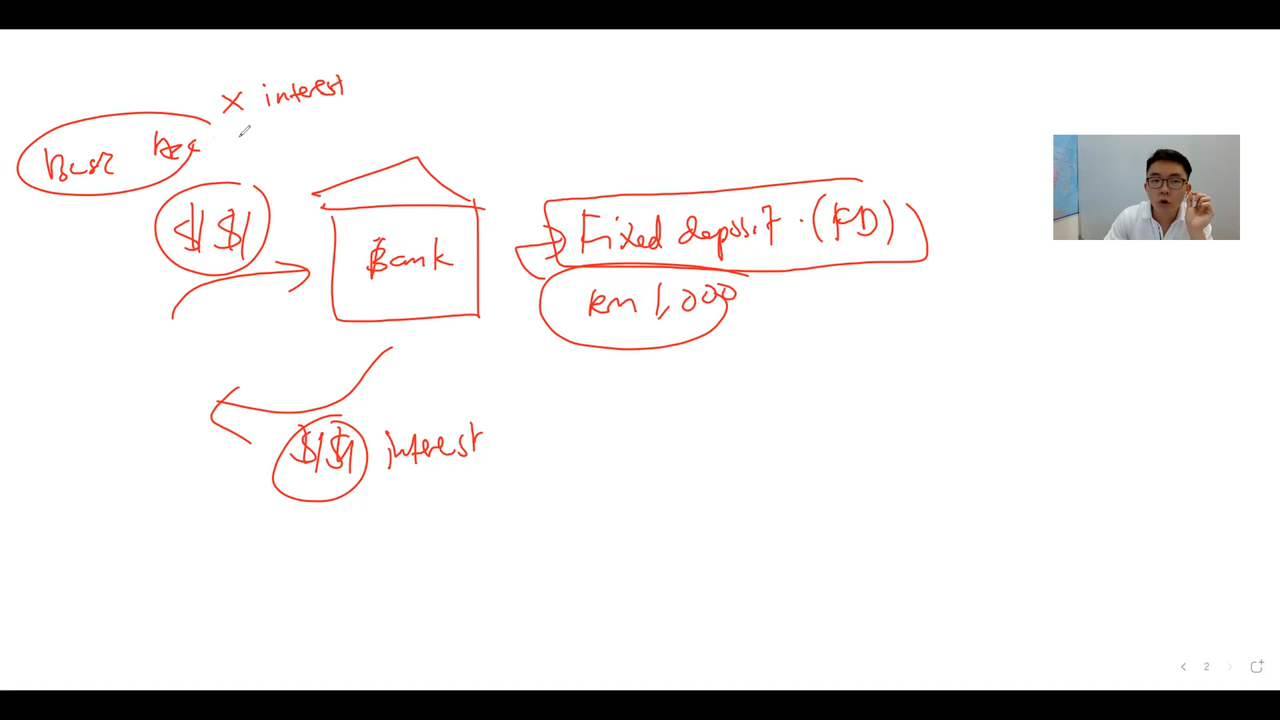 X interest
$$
Bank
Fixed deposit (FD)
RM 1,000
$$ interest
2